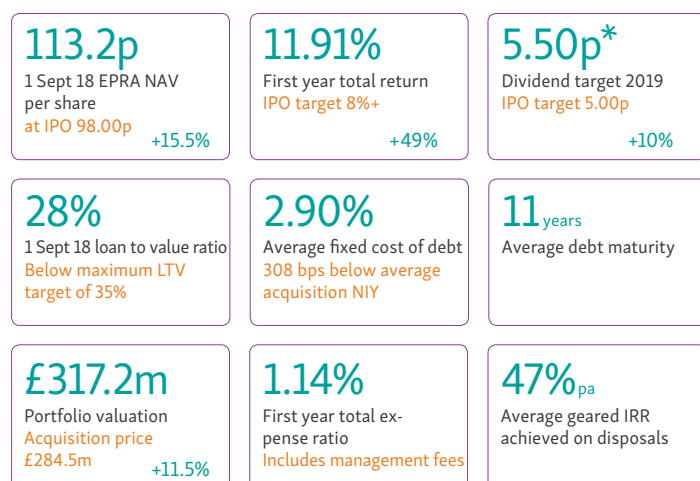 113.2p
1 Sept 18 EPRA NAV
per share
at IPO 98.00p
+15.5%
11.91%
First year total return
IPO target 8%+
+49%
5.50p*
Dividend target 2019
IPO target 5.00p
+10%
28%
1 Sept 18 loan to value ratio
Below maximum LTV
target of 35%
2.90%
Average fixed cost of debt
308 bps below average
acquisition NIY
11 years
Average debt maturity
£317.2m
Portfolio valuation
Acquisition price
£284.5m
+11.5%
1.14%
First year total ex-
pense ratio
Includes management fees
47% pa
Average geared IRR
achieved on disposals